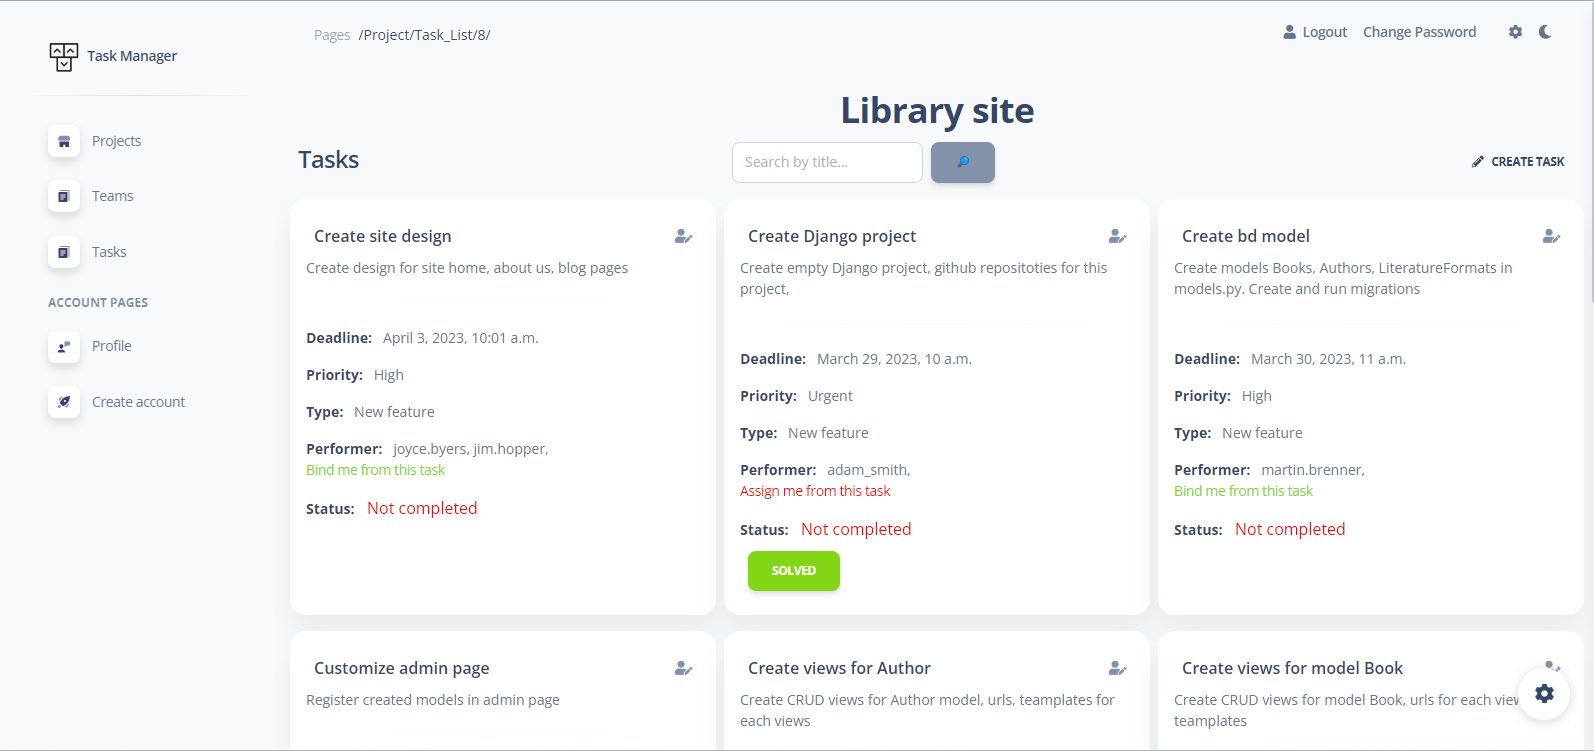 Task Manager
Pages /Project/Task_List/8/
Logout Change Password
Projects
Teams
Tasks
ACCOUNT PAGES
Profile
Create account
Library site
Tasks
Search by title...
CREATE TASK
Create site design
Create design for site home, about us, blog pages
Deadline: April 3, 2023, 10:01 a.m.
Priority: High
Type: New feature
Performer: joyce.byers, jim.hopper,
Bind me from this task
Status: Not completed
Create Django project
Create empty Django project, github repositoties for this
project,
Deadline: March 29, 2023, 10 a.m.
Priority: Urgent
Type: New feature
Performer: adam_smith,
Assign me from this task
Status: Not completed
SOLVED
Create bd model
Create models Books, Authors, LiteratureFormats in
models.py. Create and run migrations
Deadline: March 30, 2023, 11 a.m.
Priority: High
Type: New feature
Performer: martin.brenner,
Bind me from this task
Status: Not completed
Customize admin page
Register created models in admin page
Create views for Author
Create CRUD views for Author model, urls, teamplates for
each views
Create views for model Book
Create CRUD views for model Book, urls for each
teamplates